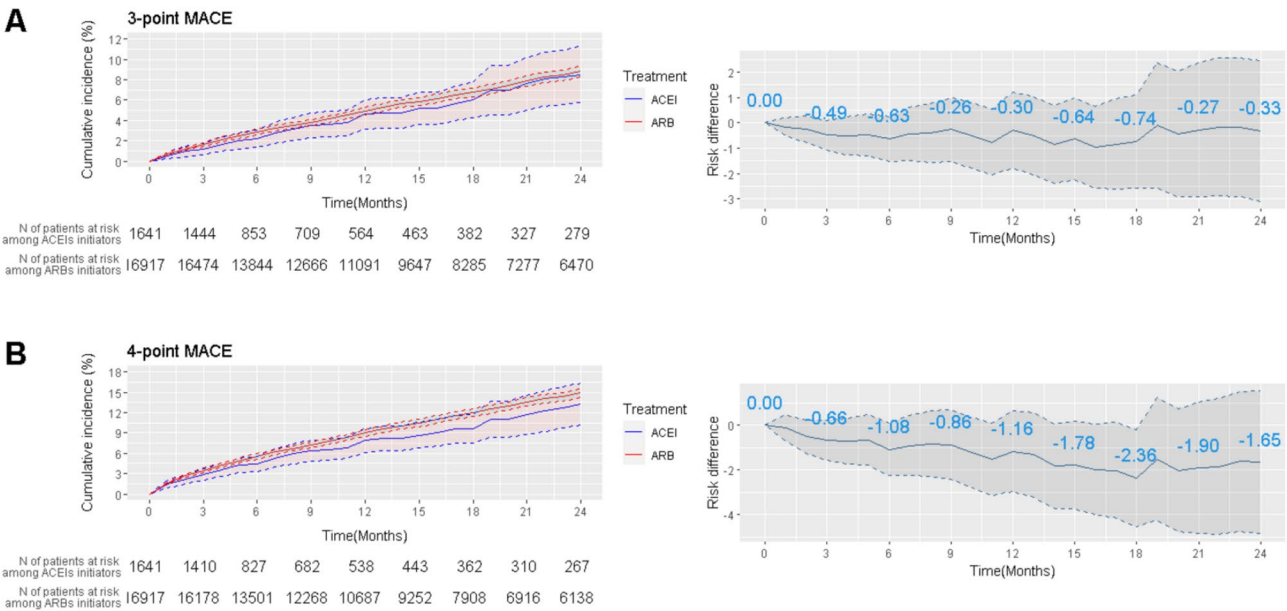 A
3-point MACE
Cumulative incidence (%)
12
10
8
6
4
2
0
0 3 6 9 12 15 18 21 24
Time(Months)
Treatment
ACEI
ARB
N of patients at risk
among ACEIs initiators
1641 1444 853 709 564 463 382 327 279
N of patients at risk
among ARBs initiators
16917 16474 13844 12666 11091 9647 8285 7277 6470
Risk difference
2
1
0
-1
-2
-3
0.00 -0.49 -0.63 -0.26 -0.30 -0.64 -0.74 -0.27 -0.33
0 3 6 9 12 15 18 21 24
Time(Months)
B
4-point MACE
Cumulative incidence (%)
18
15
12
9
6
3
0
0 3 6 9 12 15 18 21 24
Time(Months)
Treatment
ACEI
ARB
N of patients at risk
among ACEIs initiators
1641 1410 827 682 538 443 362 310 267
N of patients at risk
among ARBs initiators
16917 16178 13501 12268 10687 9252 7908 6916 6138
Risk difference
0
-2
-4
0.00 -0.66 -1.08 -0.86 -1.16 -1.78 -2.36 -1.90 -1.65
0 3 6 9 12 15 18 21 24
Time(Months)